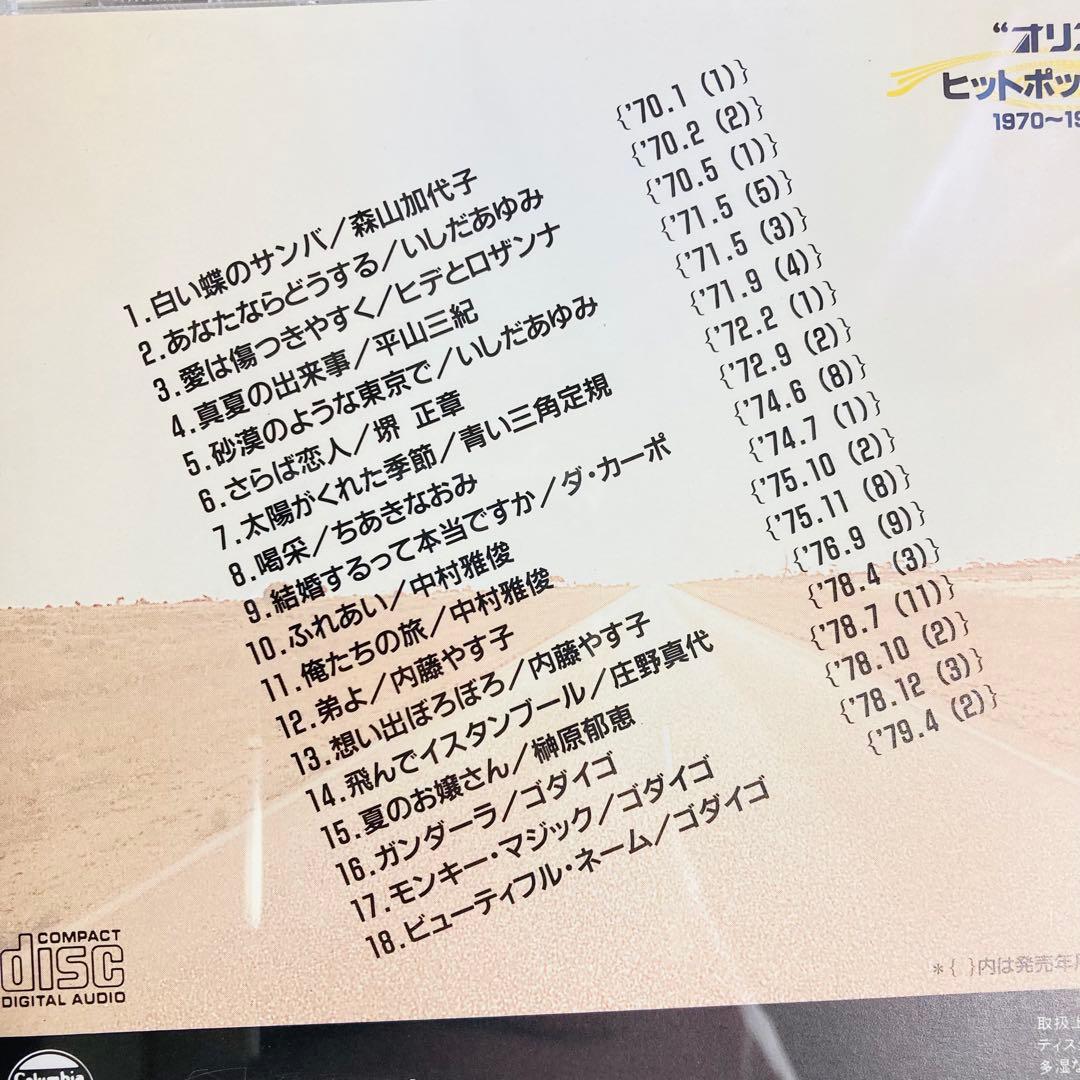 “オリ
ヒットポッ
1970〜1
1.白い蝶のサンバ/森山加代子 {'70.1 (1)}
2.あなたならどうする/いしだあゆみ {'70.2 (2)}
3.愛は傷つきやすく/ヒデとロザンナ {'70.5 (1)}
4.真夏の出来事/平山三紀 {'71.5 (5)}
5.砂漠のような東京で/いしだあゆみ {'71.5 (3)}
6.さらば恋人/堺 正章 {'71.9 (4)}
7.太陽がくれた季節/青い三角定規 {'72.2 (1)}
8.喝采/ちあきなおみ {'72.9 (2)}
9.結婚するって本当ですか/ダ・カーポ {'74.6 (8)}
10.ふれあい/中村雅俊 {'74.7 (1)}
11.俺たちの旅/中村雅俊 {'75.10 (2)}
12.弟よ/内藤やす子 {'75.11 (8)}
13.想い出ぼろぼろ/内藤やす子 {'76.9 (9)}
14.飛んでイスタンブール/庄野真代 {'78.4 (3)}
15.夏のお嬢さん/榊原郁恵 {'78.7 (11)}
16.ガンダーラ/ゴダイゴ {'78.10 (2)}
17.モンキー・マジック/ゴダイゴ {'78.12 (3)}
18.ビューティフル・ネーム/ゴダイゴ {'79.4 (2)}
COMPACT
disc
DIGITAL AUDIO
*{ }内は発売年月
Columbia
取扱上
ディス
多湿な